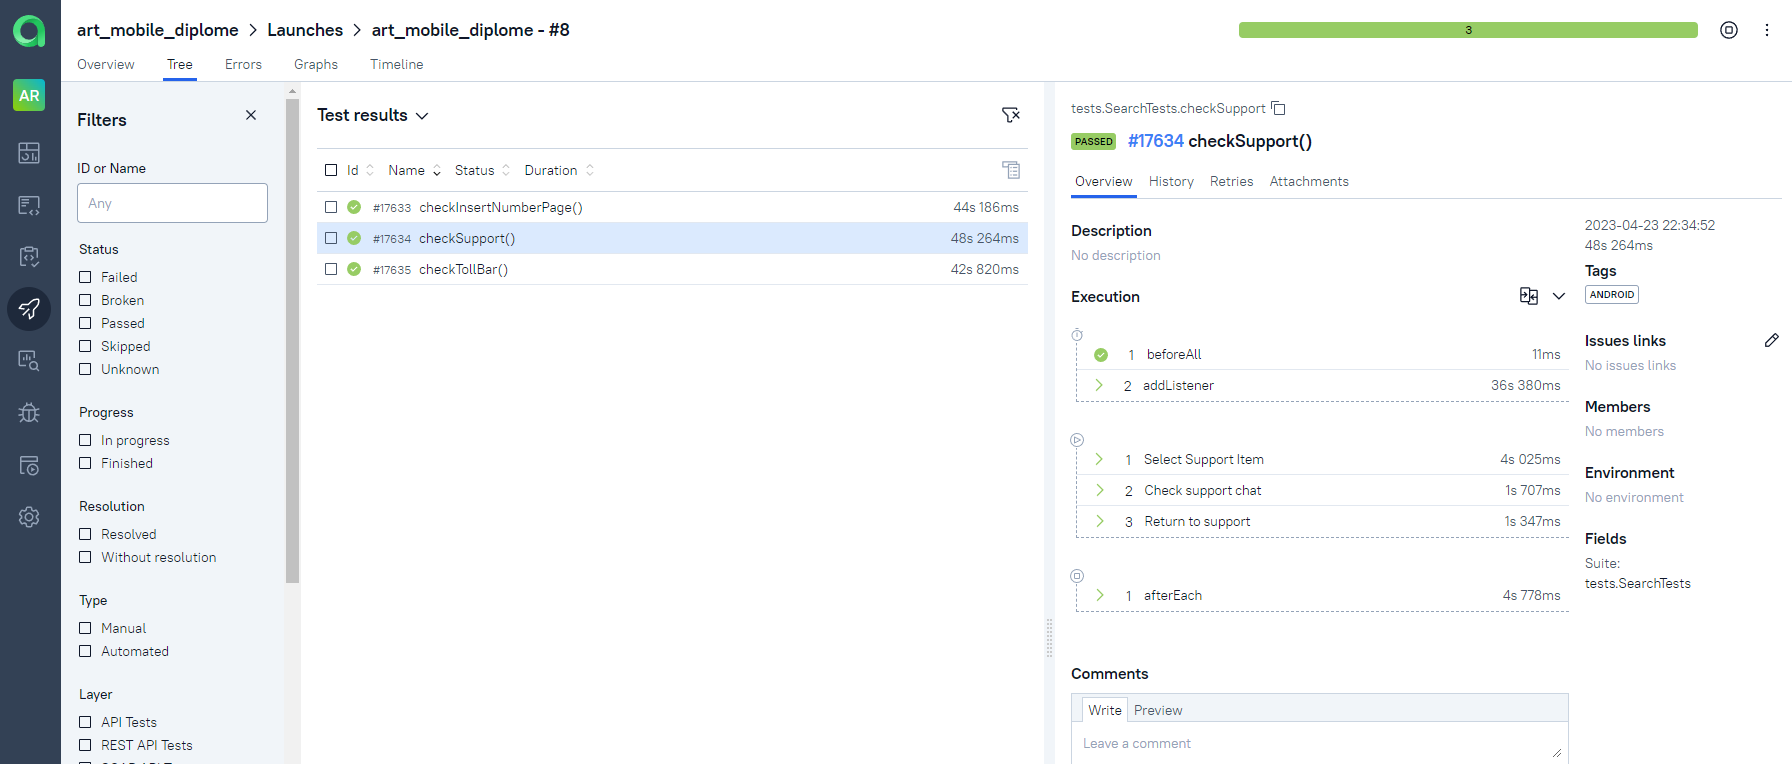 art_mobile_diplome > Launches > art_mobile_diplome - #8
3
Overview Tree Errors Graphs Timeline
AR
Filters
ID or Name
Any
Status
Failed
Broken
Passed
Skipped
Unknown
Progress
In progress
Finished
Resolution
Resolved
Without resolution
Type
Manual
Automated
Layer
API Tests
REST API Tests
Test results
Id Name Status Duration
#17633 checkInsertNumberPage() 44s 186ms
#17634 checkSupport() 48s 264ms
#17635 checkTollBar() 42s 820ms
tests.SearchTests.checkSupport
PASSED #17634 checkSupport()
Overview History Retries Attachments
Description
No description
Execution
1 beforeAll 11ms
2 addListener 36s 380ms
1 Select Support Item 4s 025ms
2 Check support chat 1s 707ms
3 Return to support 1s 347ms
1 afterEach 4s 778ms
Comments
Write Preview
Leave a comment
2023-04-23 22:34:52
48s 264ms
Tags
ANDROID
Issues links
No issues links
Members
No members
Environment
No environment
Fields
Suite:
tests.SearchTests